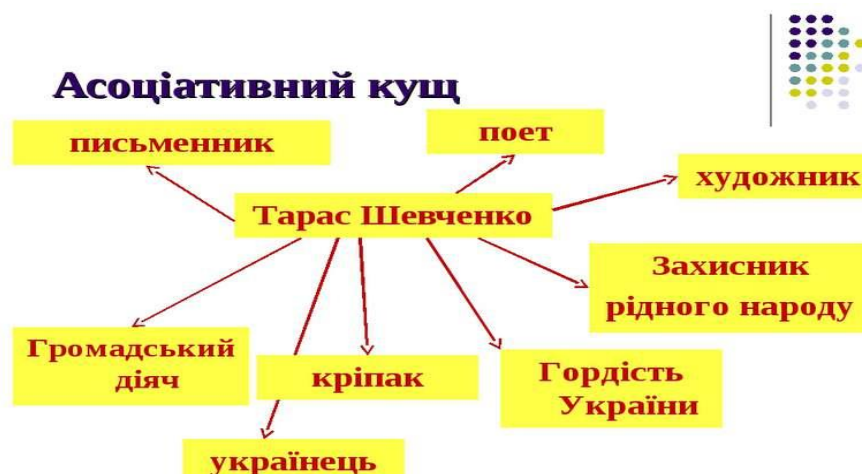 Асоціативний кущ
письменник
поет
художник
Тарас Шевченко
Захисник
рідного народу
Громадський
діяч
кріпак
Гордість
України
українець